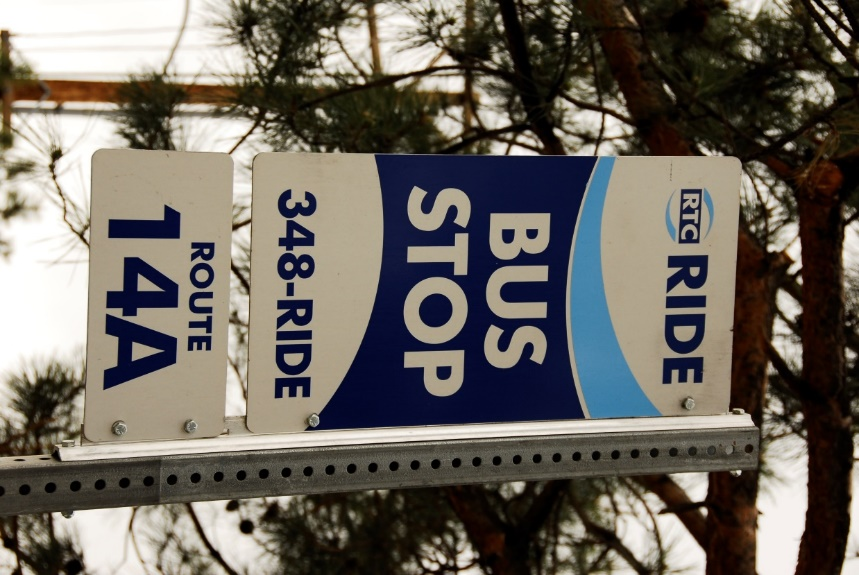 RTC RIDE
BUS
STOP
348-RIDE
ROUTE
14A